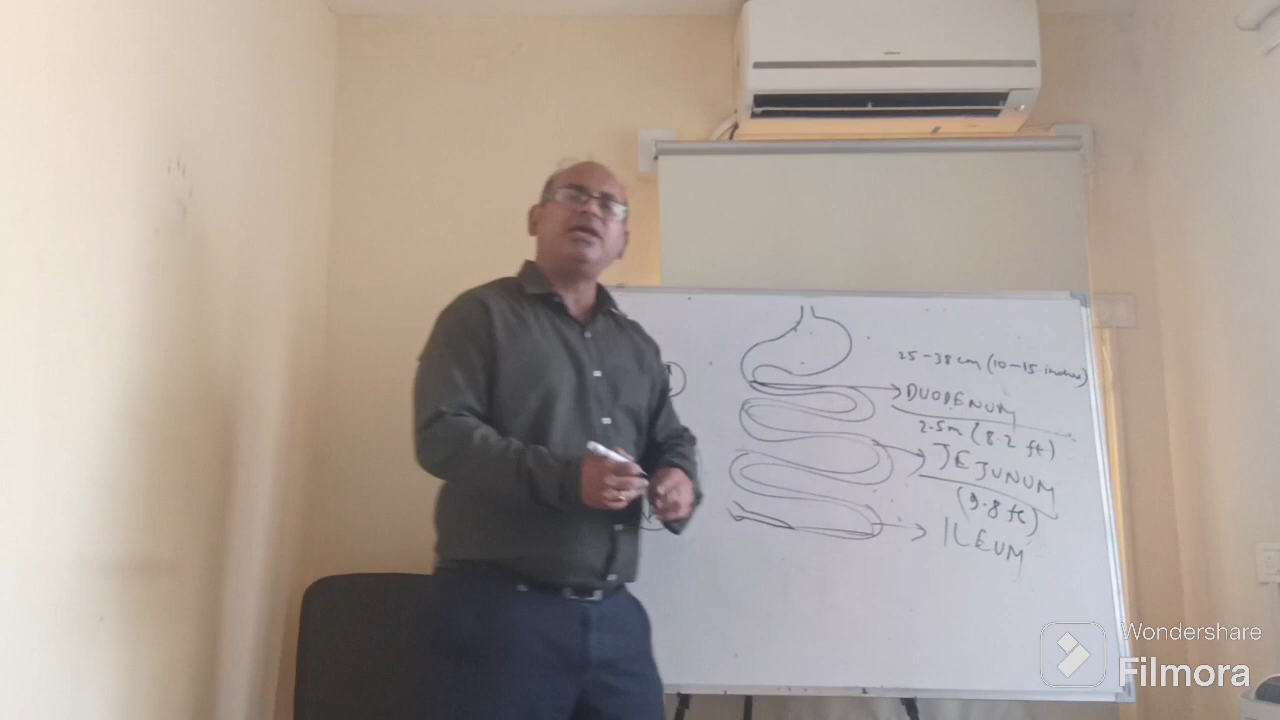 25-38 cm (10-15 inches)
DUODENUM
2.5m (8.2 ft)
JEJUNUM
(9.8 ft)
ILEUM
Wondershare
Filmora